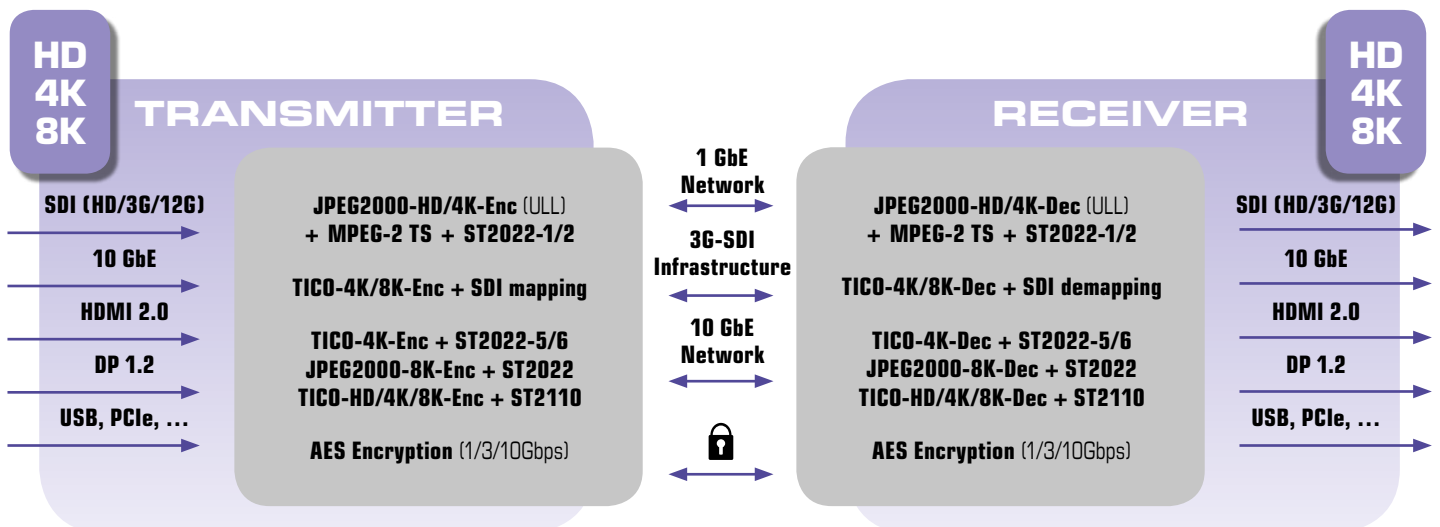 HD
4K
8K
TRANSMITTER
SDI (HD/3G/12G)
10 GbE
HDMI 2.0
DP 1.2
USB, PCIe, ...
JPEG2000-HD/4K-Enc (ULL)
+ MPEG-2 TS + ST2022-1/2
TICO-4K/8K-Enc + SDI mapping
TICO-4K-Enc + ST2022-5/6
JPEG2000-8K-Enc + ST2022
TICO-HD/4K/8K-Enc + ST2110
AES Encryption (1/3/10Gbps)
1 GbE
Network
3G-SDI
Infrastructure
10 GbE
Network
HD
4K
8K
RECEIVER
JPEG2000-HD/4K-Dec (ULL)
+ MPEG-2 TS + ST2022-1/2
TICO-4K/8K-Dec + SDI demapping
TICO-4K-Dec + ST2022-5/6
JPEG2000-8K-Dec + ST2022
TICO-HD/4K/8K-Dec + ST2110
AES Encryption (1/3/10Gbps)
SDI (HD/3G/12G)
10 GbE
HDMI 2.0
DP 1.2
USB, PCIe, ...